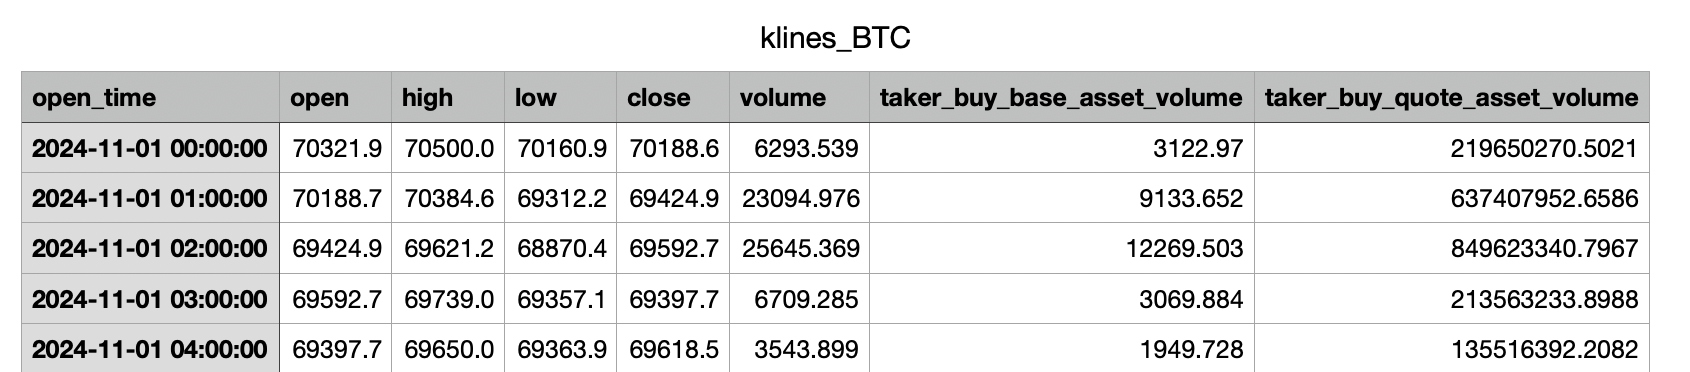 klines_BTC
open_time open high low close volume taker_buy_base_asset_volume taker_buy_quote_asset_volume
2024-11-01 00:00:00 70321.9 70500.0 70160.9 70188.6 6293.539 3122.97 219650270.5021
2024-11-01 01:00:00 70188.7 70384.6 69312.2 69424.9 23094.976 9133.652 637407952.6586
2024-11-01 02:00:00 69424.9 69621.2 68870.4 69592.7 25645.369 12269.503 849623340.7967
2024-11-01 03:00:00 69592.7 69739.0 69357.1 69397.7 6709.285 3069.884 213563233.8988
2024-11-01 04:00:00 69397.7 69650.0 69363.9 69618.5 3543.899 1949.728 135516392.2082